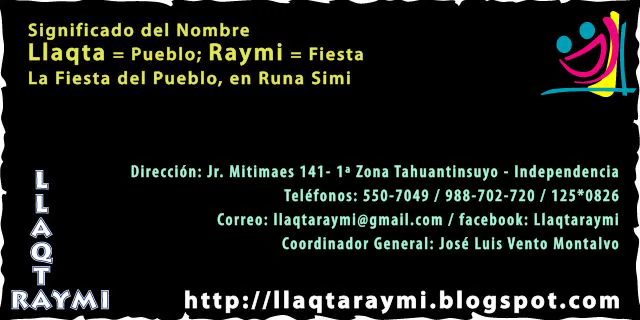 Significado del Nombre
Llaqta = Pueblo; Raymi = Fiesta
La Fiesta del Pueblo, en Runa Simi
Dirección: Jr. Mitimaes 141- 1ª Zona Tahuantinsuyo - Independencia
Teléfonos: 550-7049 / 988-702-720 / 125*0826
Correo: llaqtaraymi@gmail.com / facebook: Llaqtaraymi
Coordinador General: José Luis Vento Montalvo
LLAQTA
RAYMI
http://llaqtaraymi.blogspot.com